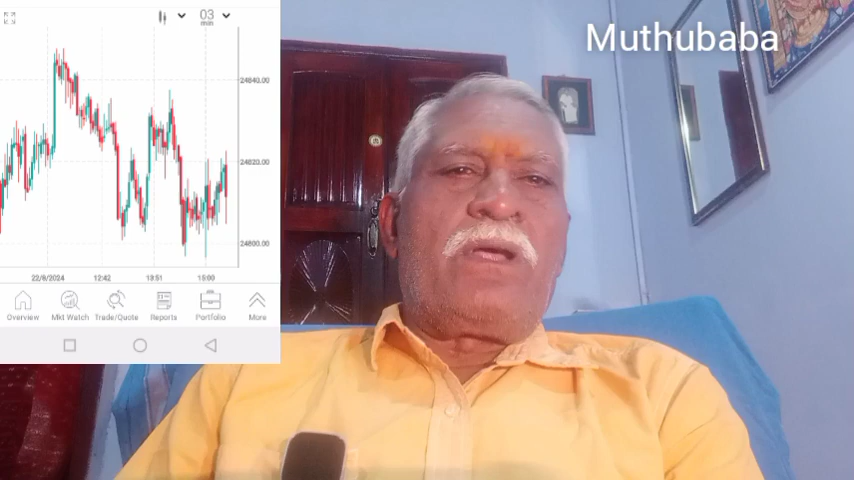 Muthubaba
03
min
24840.00
24820.00
24800.00
22/8/2024 12:42 13:51 15:00
Overview Mkt Watch Trade/Quote Reports Portfolio More